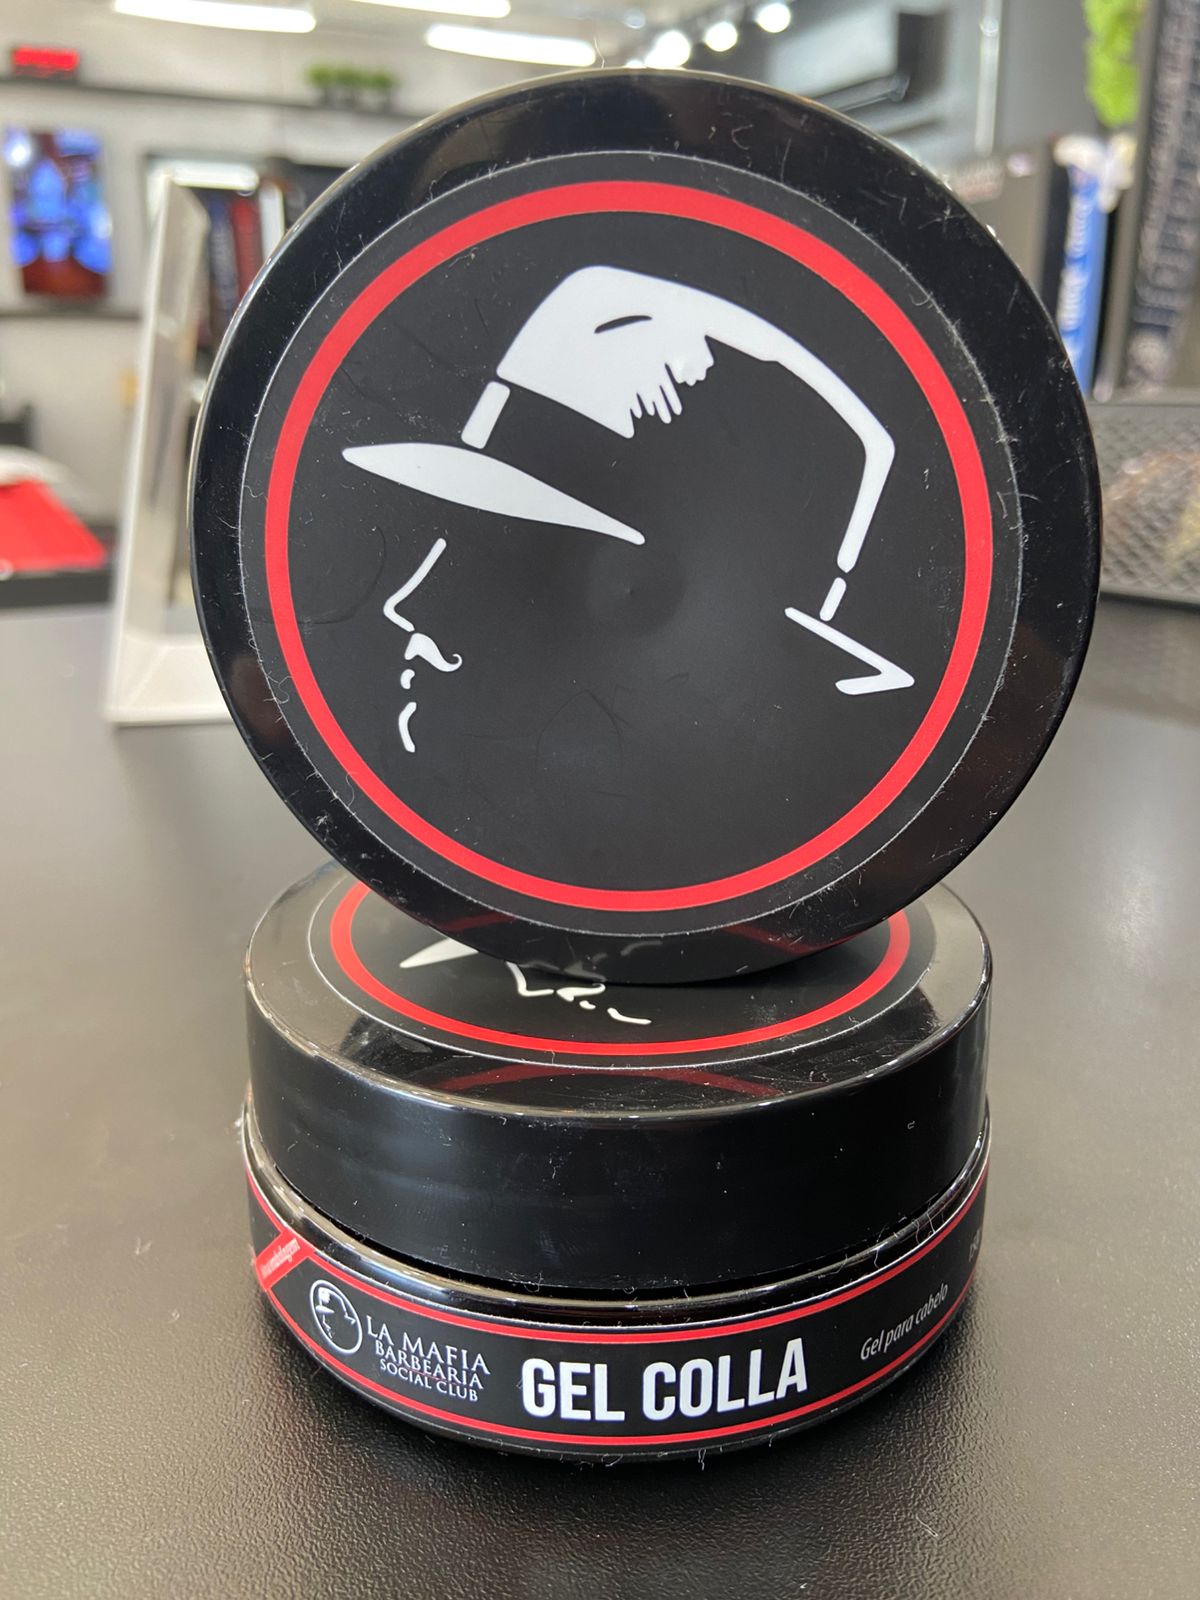 LA MAFIA
BARBEARIA
SOCIAL CLUB
GEL COLLA
Gel para cabelo